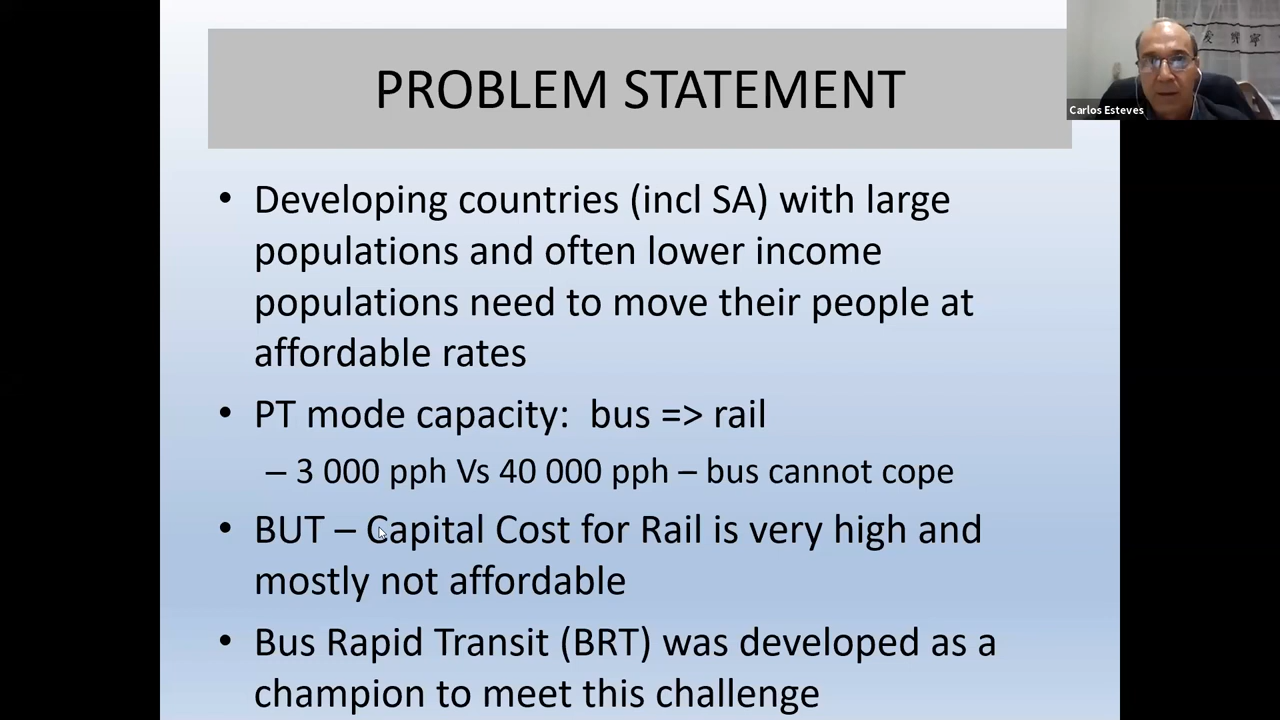 PROBLEM STATEMENT
Carlos Esteves
• Developing countries (incl SA) with large
populations and often lower income
populations need to move their people at
affordable rates
• PT mode capacity:  bus => rail
– 3 000 pph Vs 40 000 pph – bus cannot cope
• BUT – Capital Cost for Rail is very high and
mostly not affordable
• Bus Rapid Transit (BRT) was developed as a
champion to meet this challenge